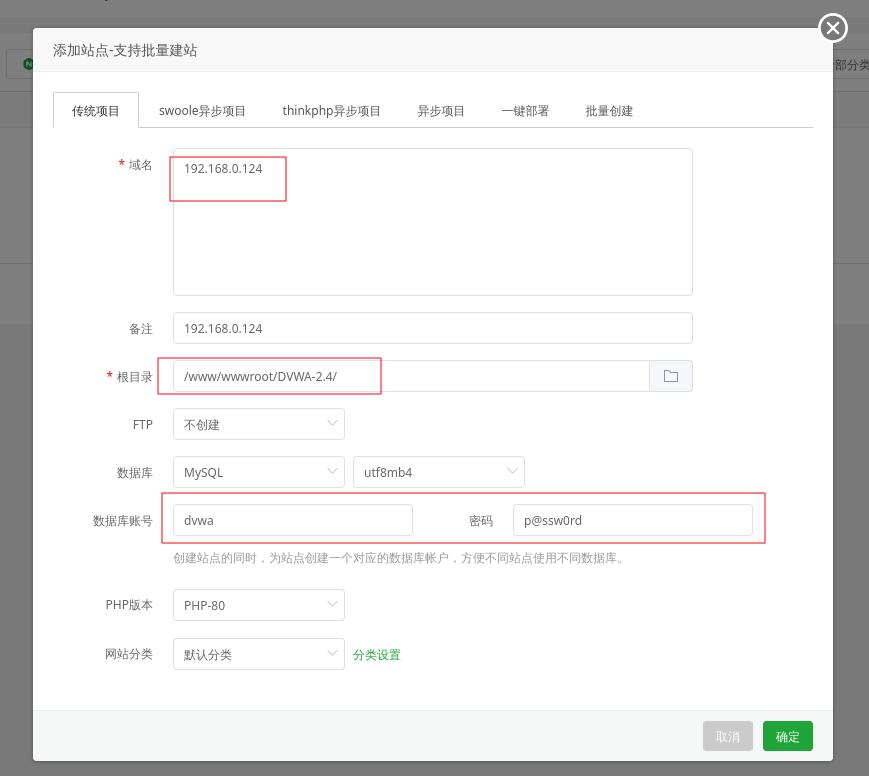 添加站点-支持批量建站
部分类
传统项目 swoole异步项目 thinkphp异步项目 异步项目 一键部署 批量创建
* 域名 192.168.0.124
备注 192.168.0.124
* 根目录 /www/wwwroot/DVWA-2.4/
FTP 不创建
数据库 MySQL utf8mb4
数据库账号 dvwa 密码 p@ssw0rd
创建站点的同时，为站点创建一个对应的数据库帐户，方便不同站点使用不同数据库。
PHP版本 PHP-80
网站分类 默认分类 分类设置
取消 确定